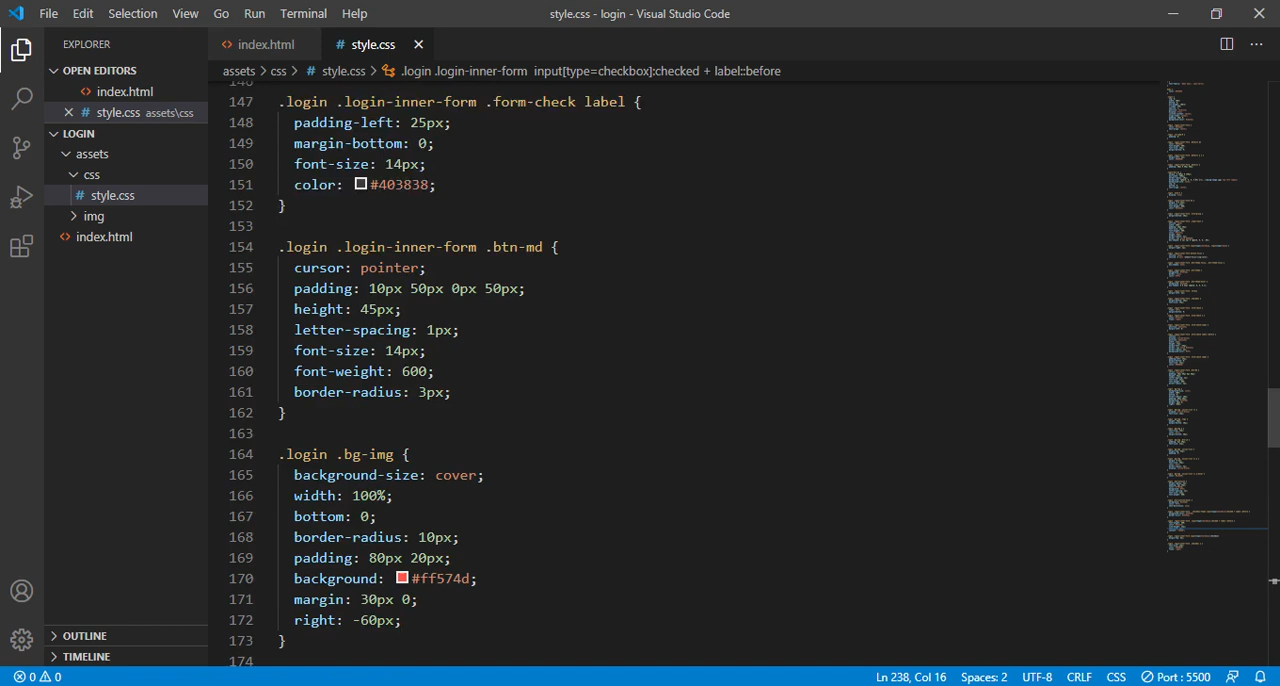 File Edit Selection View Go Run Terminal Help style.css - login - Visual Studio Code
EXPLORER
OPEN EDITORS
index.html
style.css assets\css
LOGIN
assets
css
# style.css
img
index.html
OUTLINE
TIMELINE
index.html # style.css
assets > css > # style.css > .login .login-inner-form input[type=checkbox]:checked + label::before
146
147 .login .login-inner-form .form-check label {
148 padding-left: 25px;
149 margin-bottom: 0;
150 font-size: 14px;
151 color: #403838;
152 }
153
154 .login .login-inner-form .btn-md {
155 cursor: pointer;
156 padding: 10px 50px 0px 50px;
157 height: 45px;
158 letter-spacing: 1px;
159 font-size: 14px;
160 font-weight: 600;
161 border-radius: 3px;
162 }
163
164 .login .bg-img {
165 background-size: cover;
166 width: 100%;
167 bottom: 0;
168 border-radius: 10px;
169 padding: 80px 20px;
170 background: #ff574d;
171 margin: 30px 0;
172 right: -60px;
173 }
174
0 0 Ln 238, Col 16 Spaces: 2 UTF-8 CRLF CSS Port : 5500